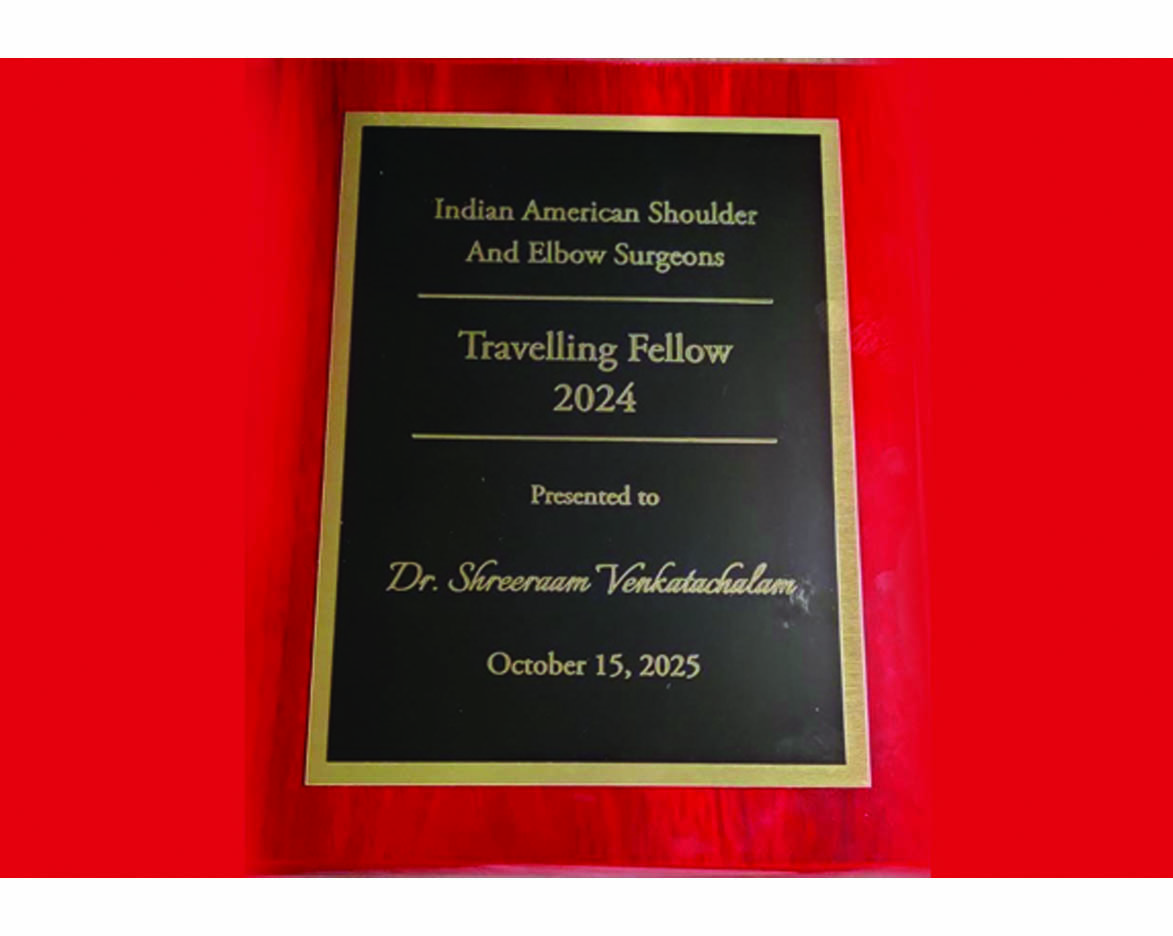 Indian American Shoulder
And Elbow Surgeons
Travelling Fellow
2024
Presented to
Dr. Shreeraam Venkatachalam
October 15, 2025